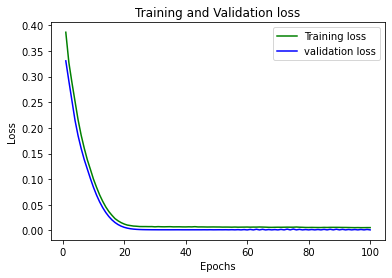 Training and Validation loss
Training loss
validation loss
Loss
0.40
0.35
0.30
0.25
0.20
0.15
0.10
0.05
0.00
0 20 40 60 80 100
Epochs